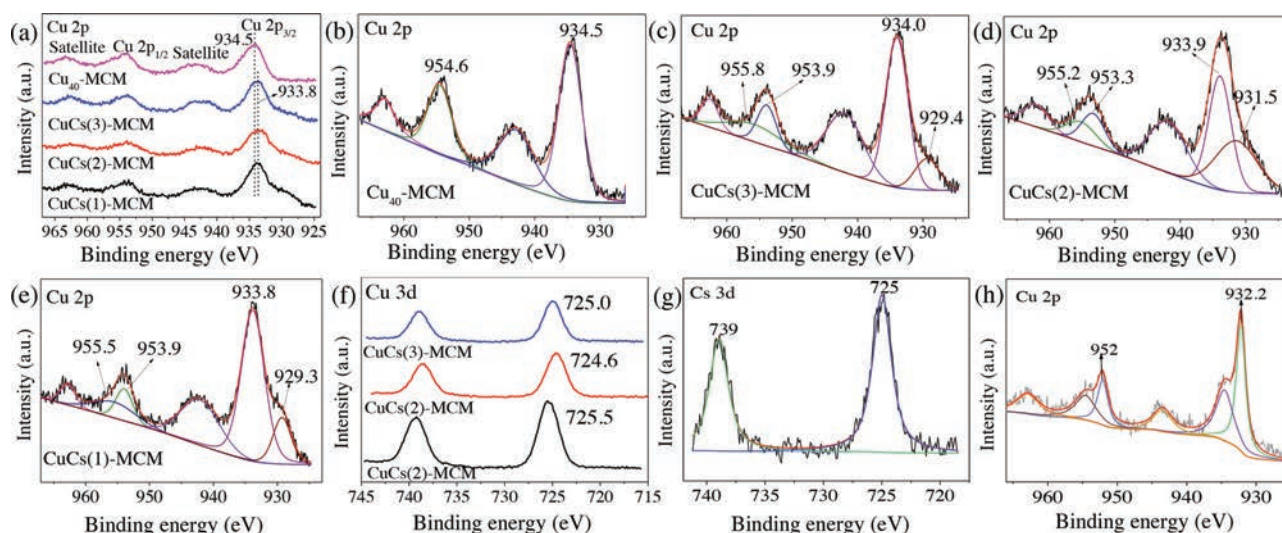 (a)
Cu 2p
Satellite
Cu 2p1/2
Satellite
934.5
Cu 2p3/2
Cu40-MCM
933.8
CuCs(3)-MCM
CuCs(2)-MCM
CuCs(1)-MCM
965 960 955 950 945 940 935 930 925
Binding energy (eV)
Intensity (a.u.)
(b)
Cu 2p
934.5
954.6
Cu40-MCM
960 950 940 930
Binding energy (eV)
Intensity (a.u.)
(c)
Cu 2p
934.0
955.8
953.9
929.4
CuCs(3)-MCM
960 950 940 930
Binding energy (eV)
Intensity (a.u.)
(d)
Cu 2p
933.9
955.2
953.3
931.5
CuCs(2)-MCM
960 950 940 930
Binding energy (eV)
Intensity (a.u.)
(e)
Cu 2p
933.8
955.5
953.9
929.3
CuCs(1)-MCM
960 950 940 930
Binding energy (eV)
Intensity (a.u.)
(f)
Cu 3d
725.0
CuCs(3)-MCM
724.6
CuCs(2)-MCM
725.5
CuCs(2)-MCM
745 740 735 730 725 720 715
Binding energy (eV)
Intensity (a.u.)
(g)
Cs 3d
725
739
740 735 730 725 720
Binding energy (eV)
Intensity (a.u.)
(h)
Cu 2p
932.2
952
960 950 940 930
Binding energy (eV)
Intensity (a.u.)